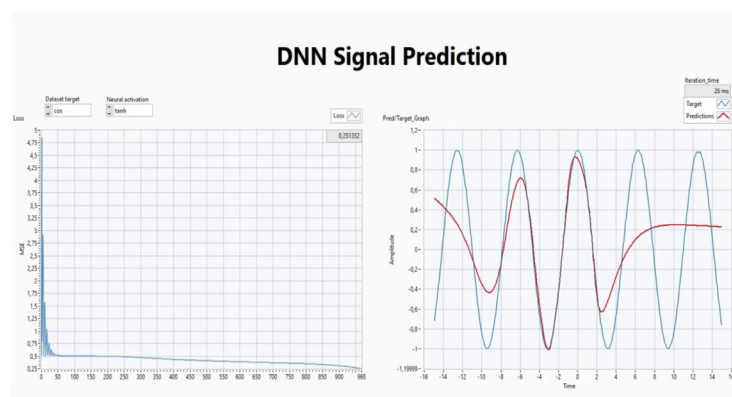 DNN Signal Prediction
Dataset target
cos
Neural activation
tanh
Loss
Loss
0,251352
MSE
5
4,75
4,5
4,25
4
3,75
3,5
3,25
3
2,75
2,5
2,25
2
1,75
1,5
1,25
1
0,75
0,5
0,25
0 50 100 150 200 250 300 350 400 450 500 550 600 650 700 750 800 850 900 968
Iteration_time
28 ms
Target
Predictions
Pred/Target_Graph
Amplitude
1,2
1
0,8
0,6
0,4
0,2
0
-0,2
-0,4
-0,6
-0,8
-1
-1,19999
-16 -14 -12 -10 -8 -6 -4 -2 0 2 4 6 8 10 12 14 16
Time